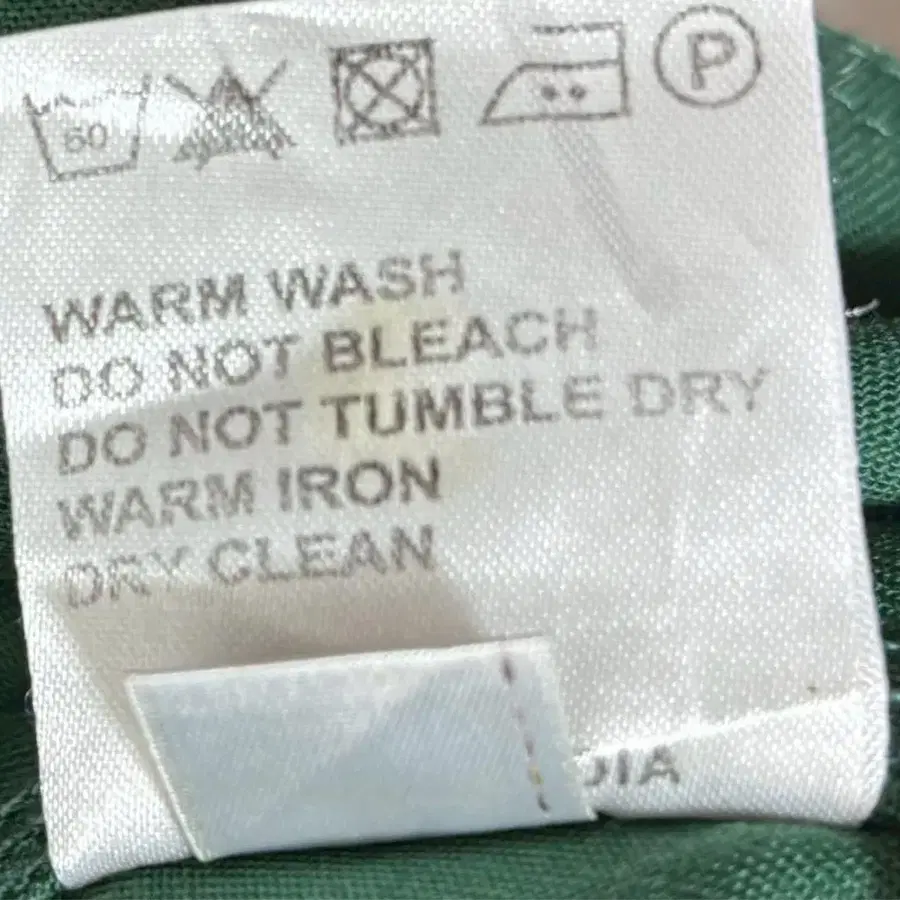 60 P
WARM WASH
DO NOT BLEACH
DO NOT TUMBLE DRY
WARM IRON
DRY CLEAN